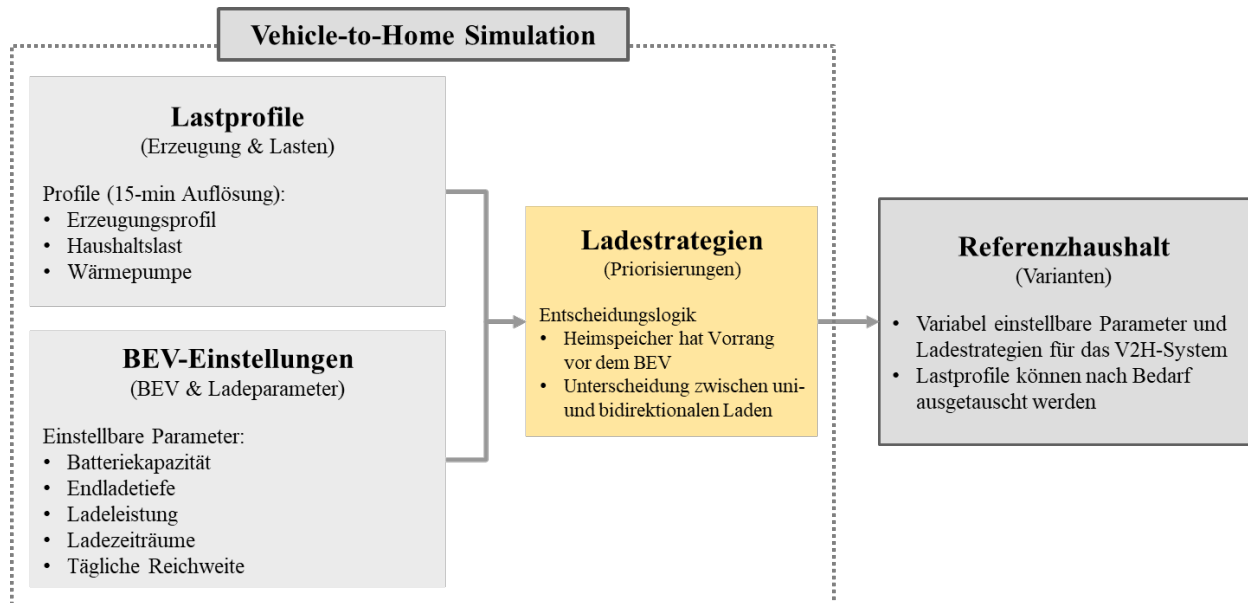 Vehicle-to-Home Simulation
Lastprofile
(Erzeugung & Lasten)
Profile (15-min Auflösung):
• Erzeugungsprofil
• Haushaltslast
• Wärmepumpe
BEV-Einstellungen
(BEV & Ladeparameter)
Einstellbare Parameter:
• Batteriekapazität
• Endladetiefe
• Ladeleistung
• Ladezeiträume
• Tägliche Reichweite
Ladestrategien
(Priorisierungen)
Entscheidungslogik
• Heimspeicher hat Vorrang
vor dem BEV
• Unterscheidung zwischen uni-
und bidirektionalen Laden
Referenzhaushalt
(Varianten)
• Variabel einstellbare Parameter und
Ladestrategien für das V2H-System
• Lastprofile können nach Bedarf
ausgetauscht werden